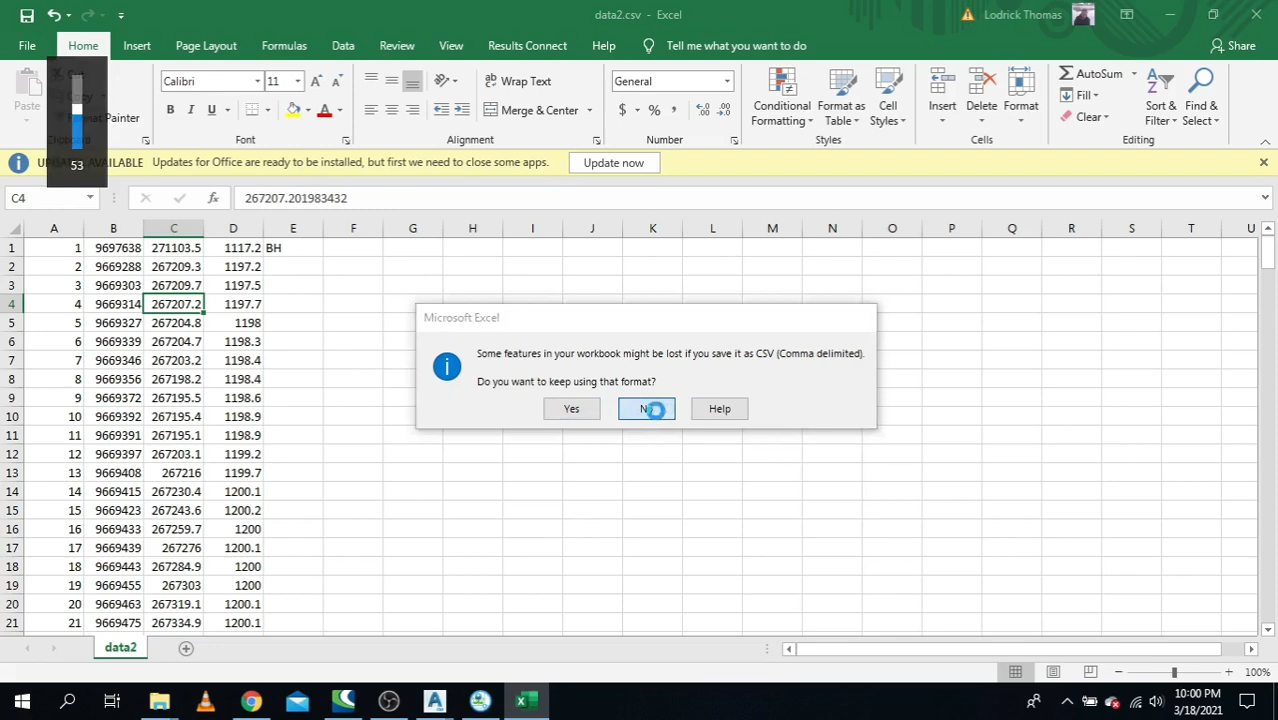 data2.csv - Excel
Lodrick Thomas
File Home Insert Page Layout Formulas Data Review View Results Connect Help Tell me what you want to do Share
Cut
Copy
Format Painter
Paste
Calibri 11
B I U
Wrap Text
Merge & Center
General
$ % ,
Conditional Formatting
Format as Table
Cell Styles
Insert Delete Format
AutoSum
Fill
Clear
Sort & Filter
Find & Select
Font Alignment Number Styles Cells Editing
53
AVAILABLE Updates for Office are ready to be installed, but first we need to close some apps. Update now
C4 fx 267207.201983432
A B C D E F G H I J K L M N O P Q R S T U
1 1 9697638 271103.5 1117.2 BH
2 2 9669288 267209.3 1197.2
3 3 9669303 267209.7 1197.5
4 4 9669314 267207.2 1197.7
5 5 9669327 267204.8 1198
6 6 9669339 267204.7 1198.3
7 7 9669346 267203.2 1198.4
8 8 9669356 267198.2 1198.4
9 9 9669372 267195.5 1198.6
10 10 9669392 267195.4 1198.9
11 11 9669391 267195.1 1198.9
12 12 9669397 267203.1 1199.2
13 13 9669408 267216 1199.7
14 14 9669415 267230.4 1200.1
15 15 9669423 267243.6 1200.2
16 16 9669433 267259.7 1200
17 17 9669439 267276 1200.1
18 18 9669443 267284.9 1200
19 19 9669455 267303 1200
20 20 9669463 267319.1 1200.1
21 21 9669475 267334.9 1200.1
Microsoft Excel
Some features in your workbook might be lost if you save it as CSV (Comma delimited).
Do you want to keep using that format?
Yes No Help
data2
100%
10:00 PM
3/18/2021